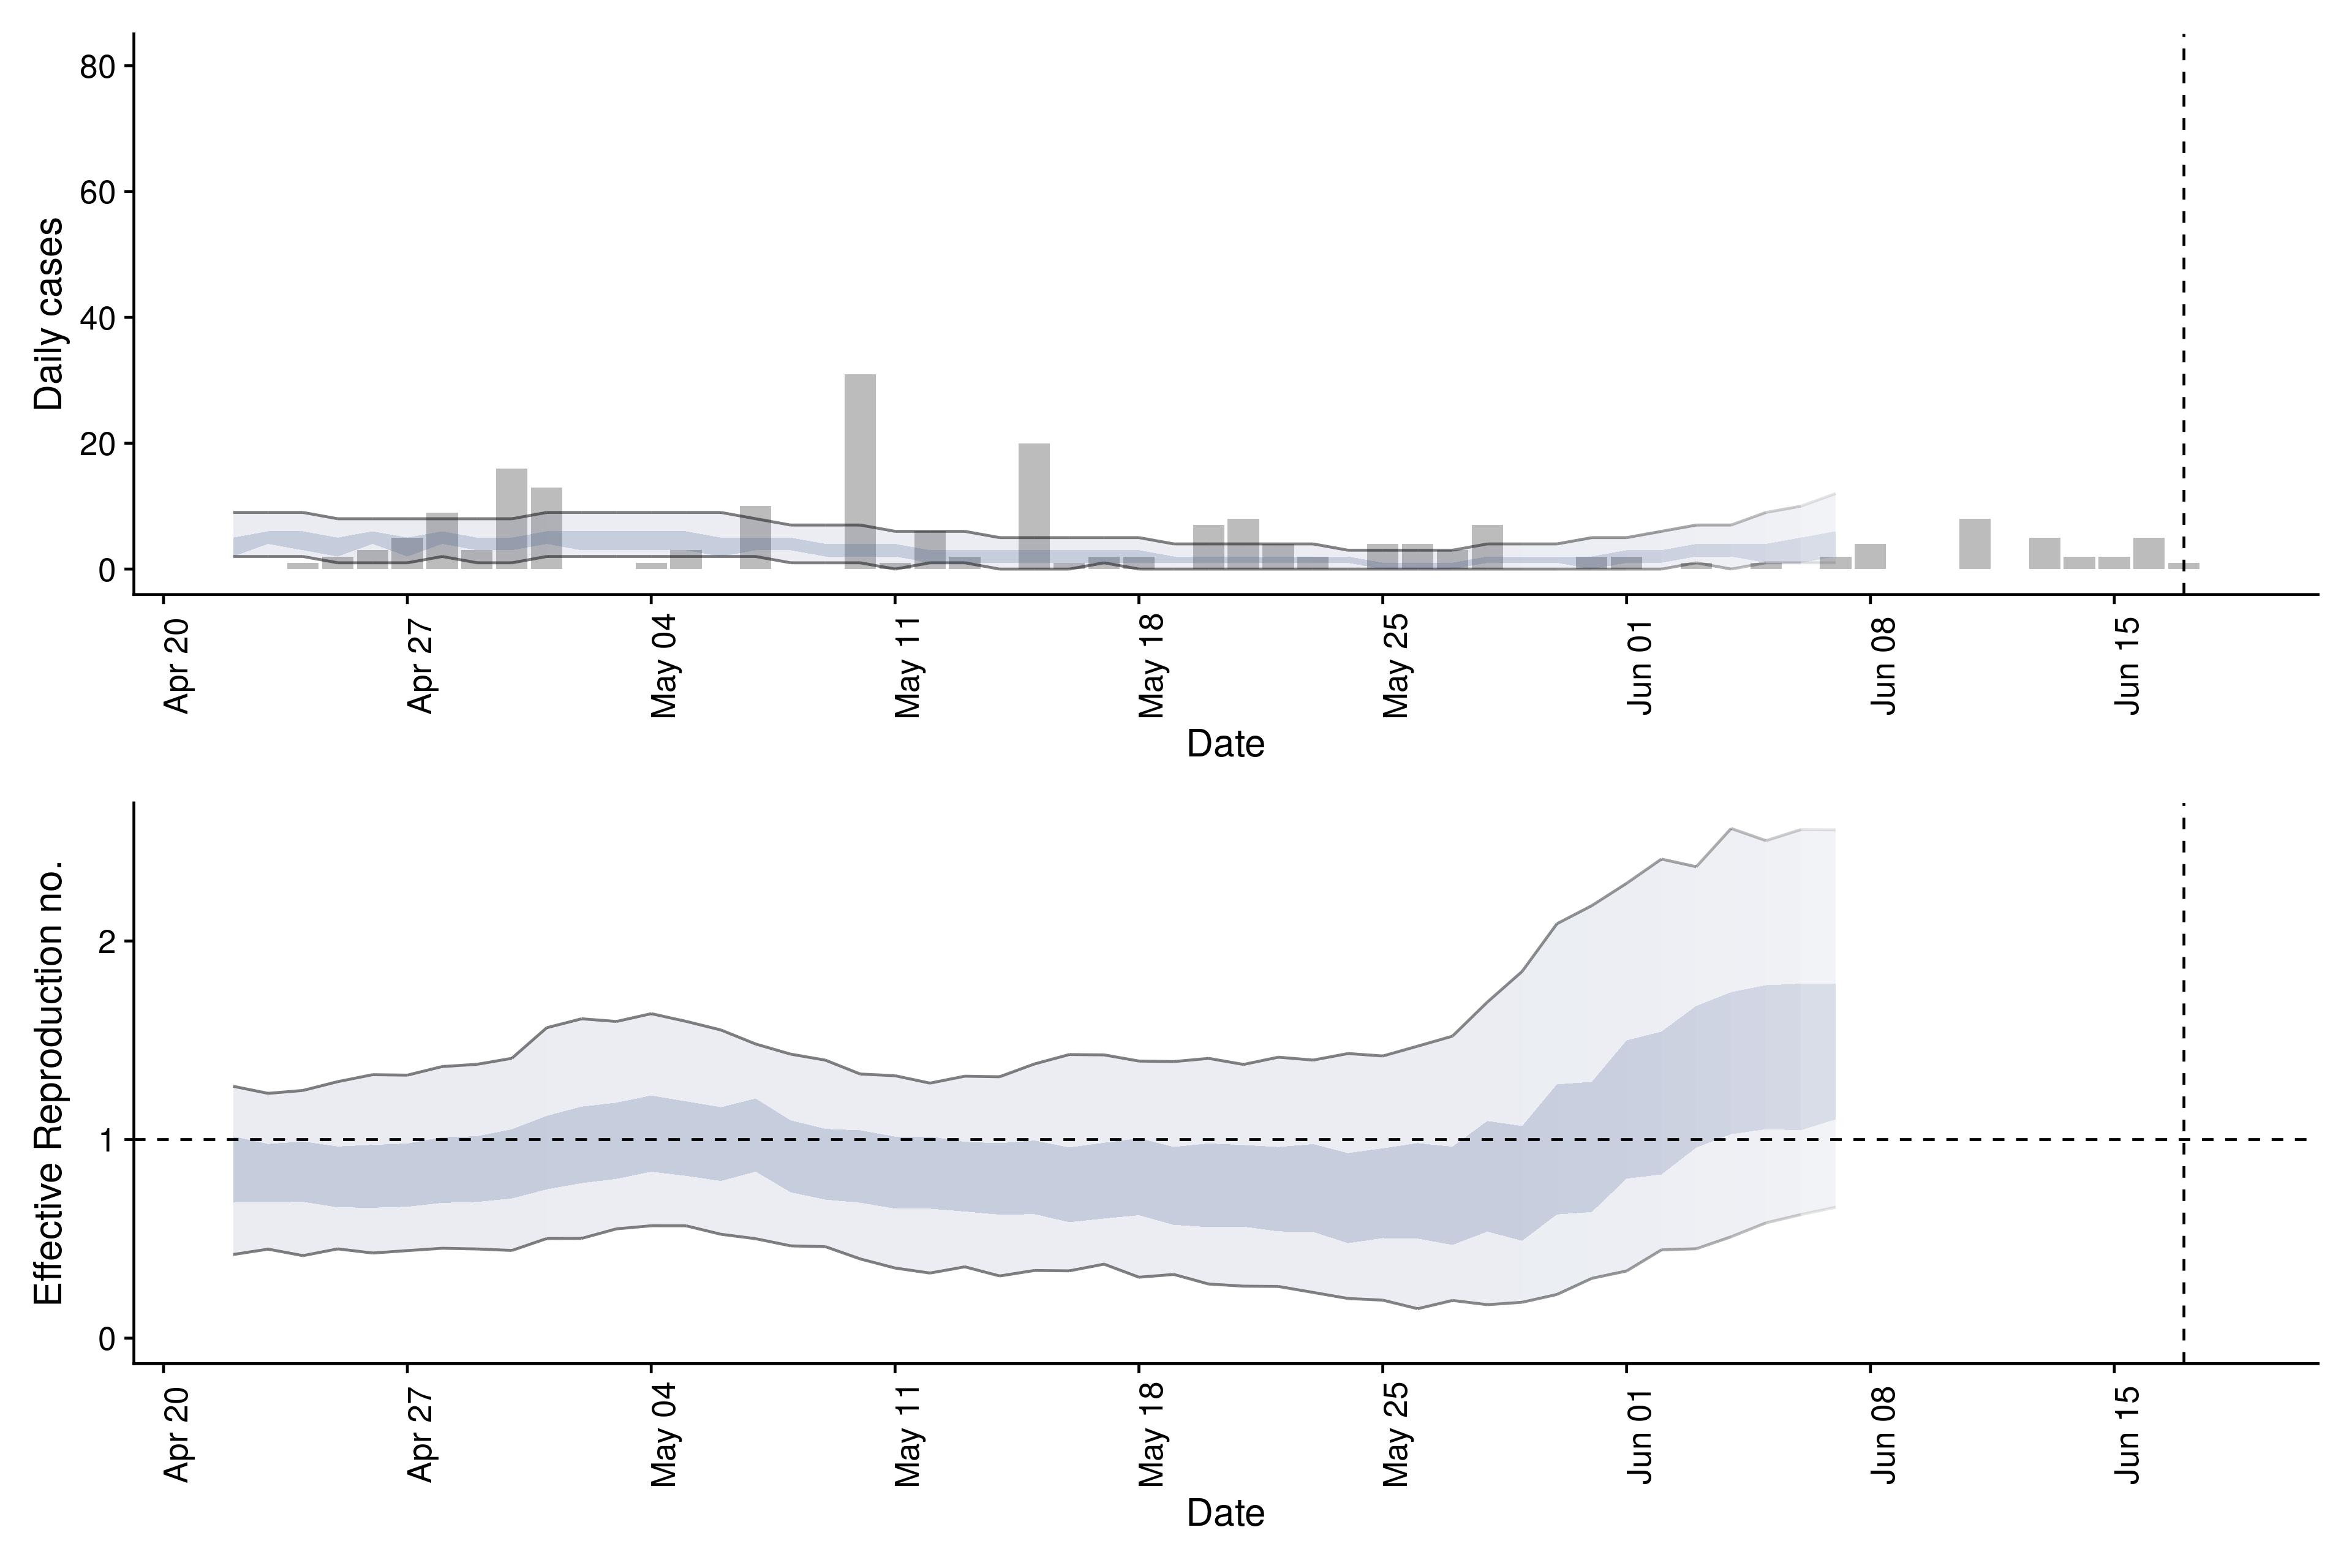 80
60
40
20
0
Daily cases
Apr 20
Apr 27
May 04
May 11
May 18
May 25
Jun 01
Jun 08
Jun 15
Date
2
1
0
Effective Reproduction no.
Apr 20
Apr 27
May 04
May 11
May 18
May 25
Jun 01
Jun 08
Jun 15
Date